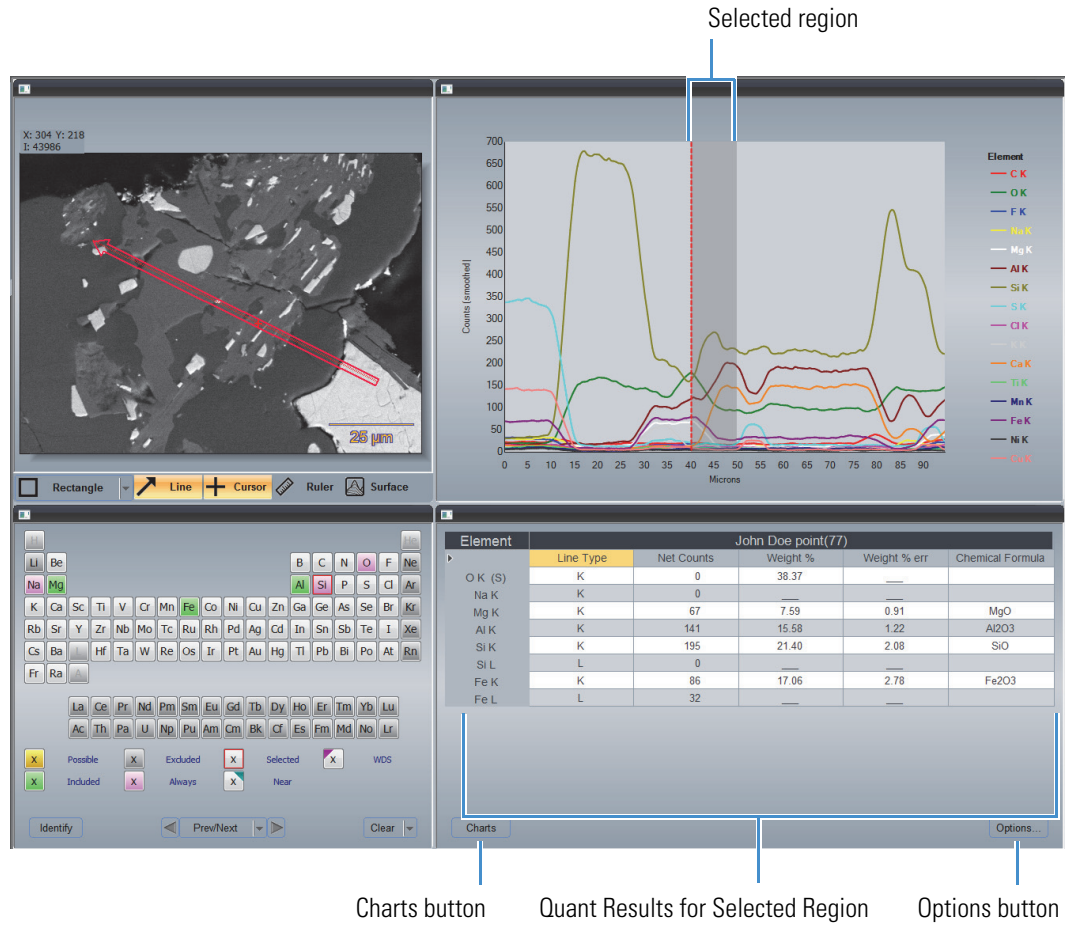 Selected region
X: 304 Y: 218
I: 43986
25 µm
Rectangle Line Cursor Ruler Surface
700
650
600
550
500
450
400
350
300
250
200
150
100
50
0
Counts [smoothed]
0 5 10 15 20 25 30 35 40 45 50 55 60 65 70 75 80 85 90
Microns
Element
C K
O K
F K
Na K
Mg K
Al K
Si K
S K
Cl K
K K
Ca K
Ti K
Mn K
Fe K
Ni K
H He
Li Be B C N O F Ne
Na Mg Al Si P S Cl Ar
K Ca Sc Ti V Cr Mn Fe Co Ni Cu Zn Ga Ge As Se Br Kr
Rb Sr Y Zr Nb Mo Tc Ru Rh Pd Ag Cd In Sn Sb Te I Xe
Cs Ba L Hf Ta W Re Os Ir Pt Au Hg Tl Pb Bi Po At Rn
Fr Ra A
La Ce Pr Nd Pm Sm Eu Gd Tb Dy Ho Er Tm Yb Lu
Ac Th Pa U Np Pu Am Cm Bk Cf Es Fm Md No Lr
X Possible X Excluded X Selected X WDS
X Included X Always X Near
Identify Prev/Next Clear
Element John Doe point(77)
Line Type Net Counts Weight % Weight % err Chemical Formula
O K (S) K 0 38.37 ___
Na K K 0 ___ ___
Mg K K 67 7.59 0.91 MgO
Al K K 141 15.58 1.22 Al2O3
Si K K 195 21.40 2.08 SiO
Si L L 0 ___ ___
Fe K K 86 17.06 2.78 Fe2O3
Fe L L 32 ___ ___
Charts Options...
Charts button Quant Results for Selected Region Options button